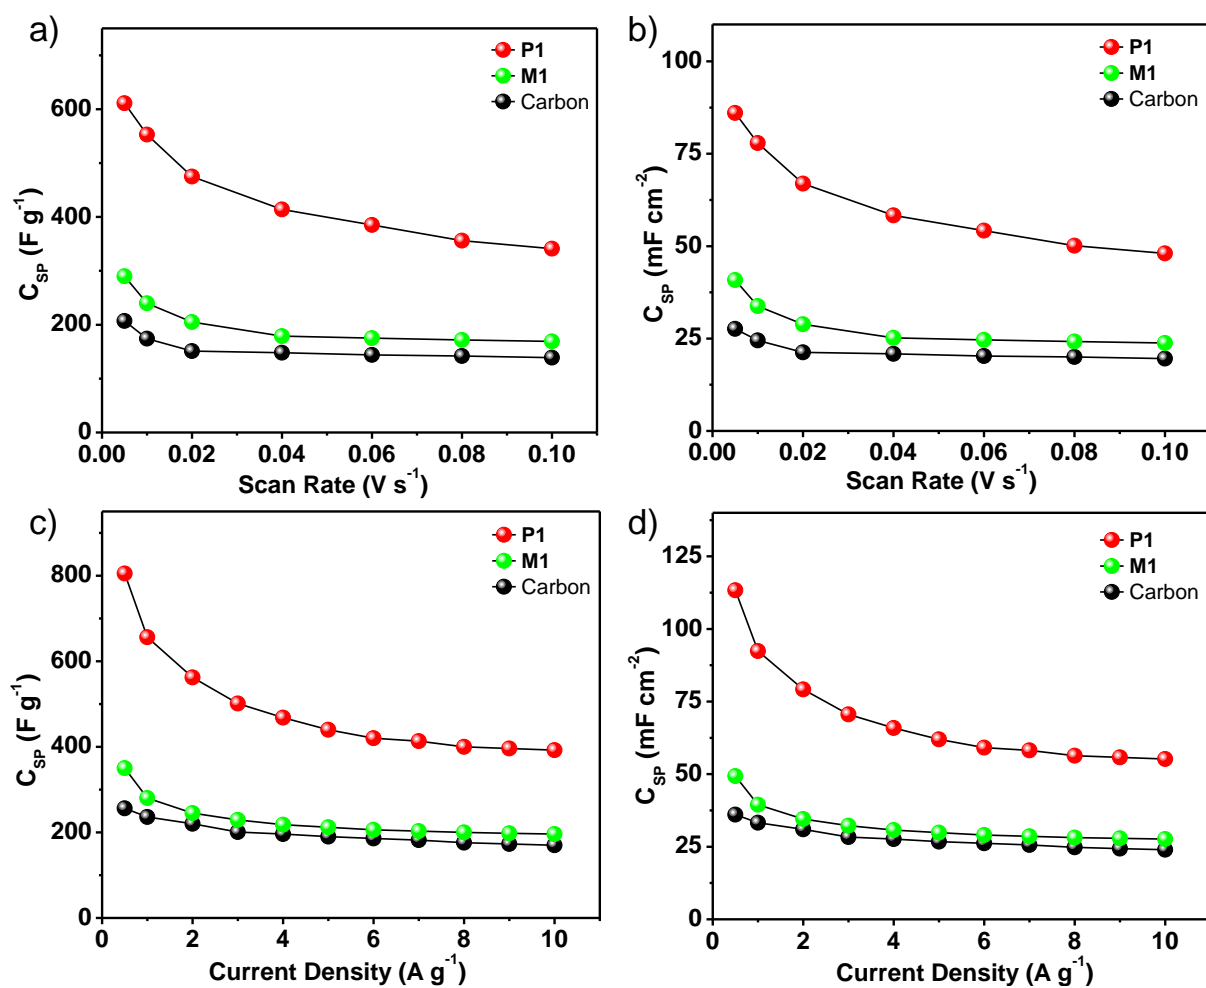 a)
P1
M1
Carbon
600
400
200
0
C_SP (F g⁻¹)
0.00 0.02 0.04 0.06 0.08 0.10
Scan Rate (V s⁻¹)
b)
P1
M1
Carbon
100
75
50
25
0
C_SP (mF cm⁻²)
0.00 0.02 0.04 0.06 0.08 0.10
Scan Rate (V s⁻¹)
c)
P1
M1
Carbon
800
600
400
200
0
C_SP (F g⁻¹)
0 2 4 6 8 10
Current Density (A g⁻¹)
d)
P1
M1
Carbon
125
100
75
50
25
0
C_SP (mF cm⁻²)
0 2 4 6 8 10
Current Density (A g⁻¹)